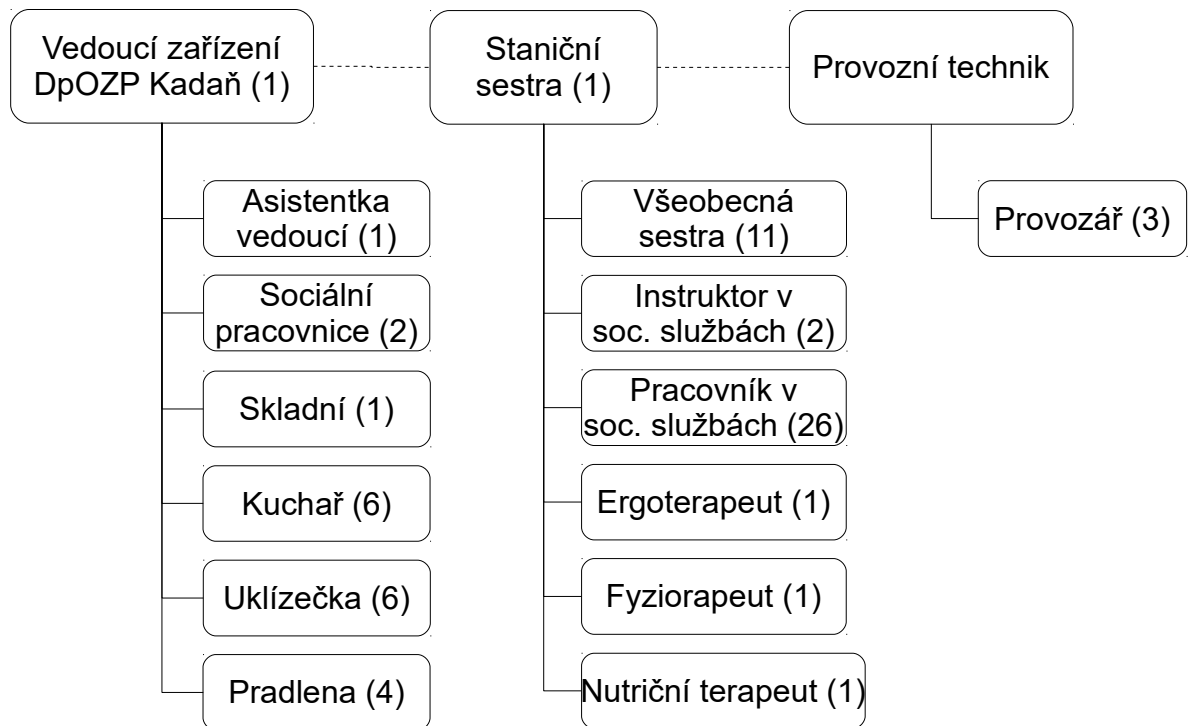 Vedoucí zařízení
DpOZP Kadaň (1)
Staniční
sestra (1)
Provozní technik
Asistentka
vedoucí (1)
Sociální
pracovnice (2)
Skladní (1)
Kuchař (6)
Uklízečka (6)
Pradlena (4)
Všeobecná
sestra (11)
Instruktor v
soc. službách (2)
Pracovník v
soc. službách (26)
Ergoterapeut (1)
Fyziorapeut (1)
Nutriční terapeut (1)
Provozář (3)